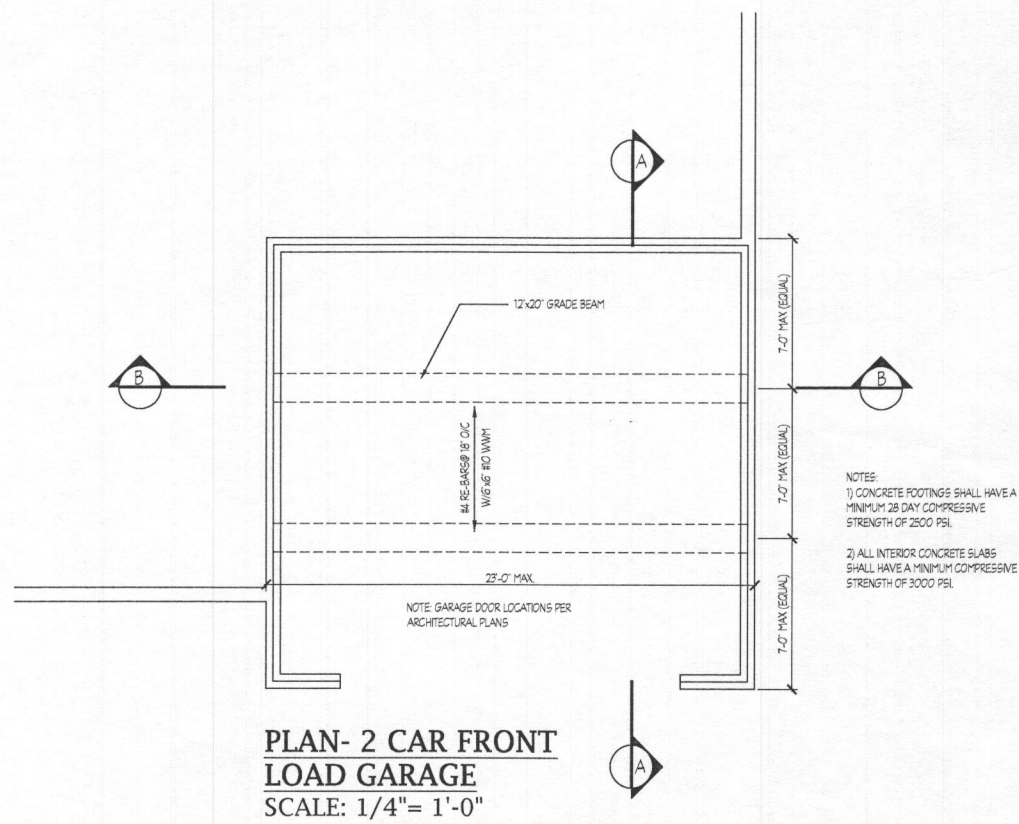 A
12"x20" GRADE BEAM
7'-0" MAX (EQUAL)
B
B
#4 RE-BARS@ 18" O/C
W/6"x6" #10 WWM
7'-0" MAX (EQUAL)
NOTES:
1) CONCRETE FOOTINGS SHALL HAVE A
MINIMUM 28 DAY COMPRESSIVE
STRENGTH OF 2500 PSI.
2) ALL INTERIOR CONCRETE SLABS
SHALL HAVE A MINIMUM COMPRESSIVE
STRENGTH OF 3000 PSI.
23'-0" MAX.
7'-0" MAX (EQUAL)
NOTE: GARAGE DOOR LOCATIONS PER
ARCHITECTURAL PLANS
A
PLAN- 2 CAR FRONT
LOAD GARAGE
SCALE: 1/4"= 1'-0"